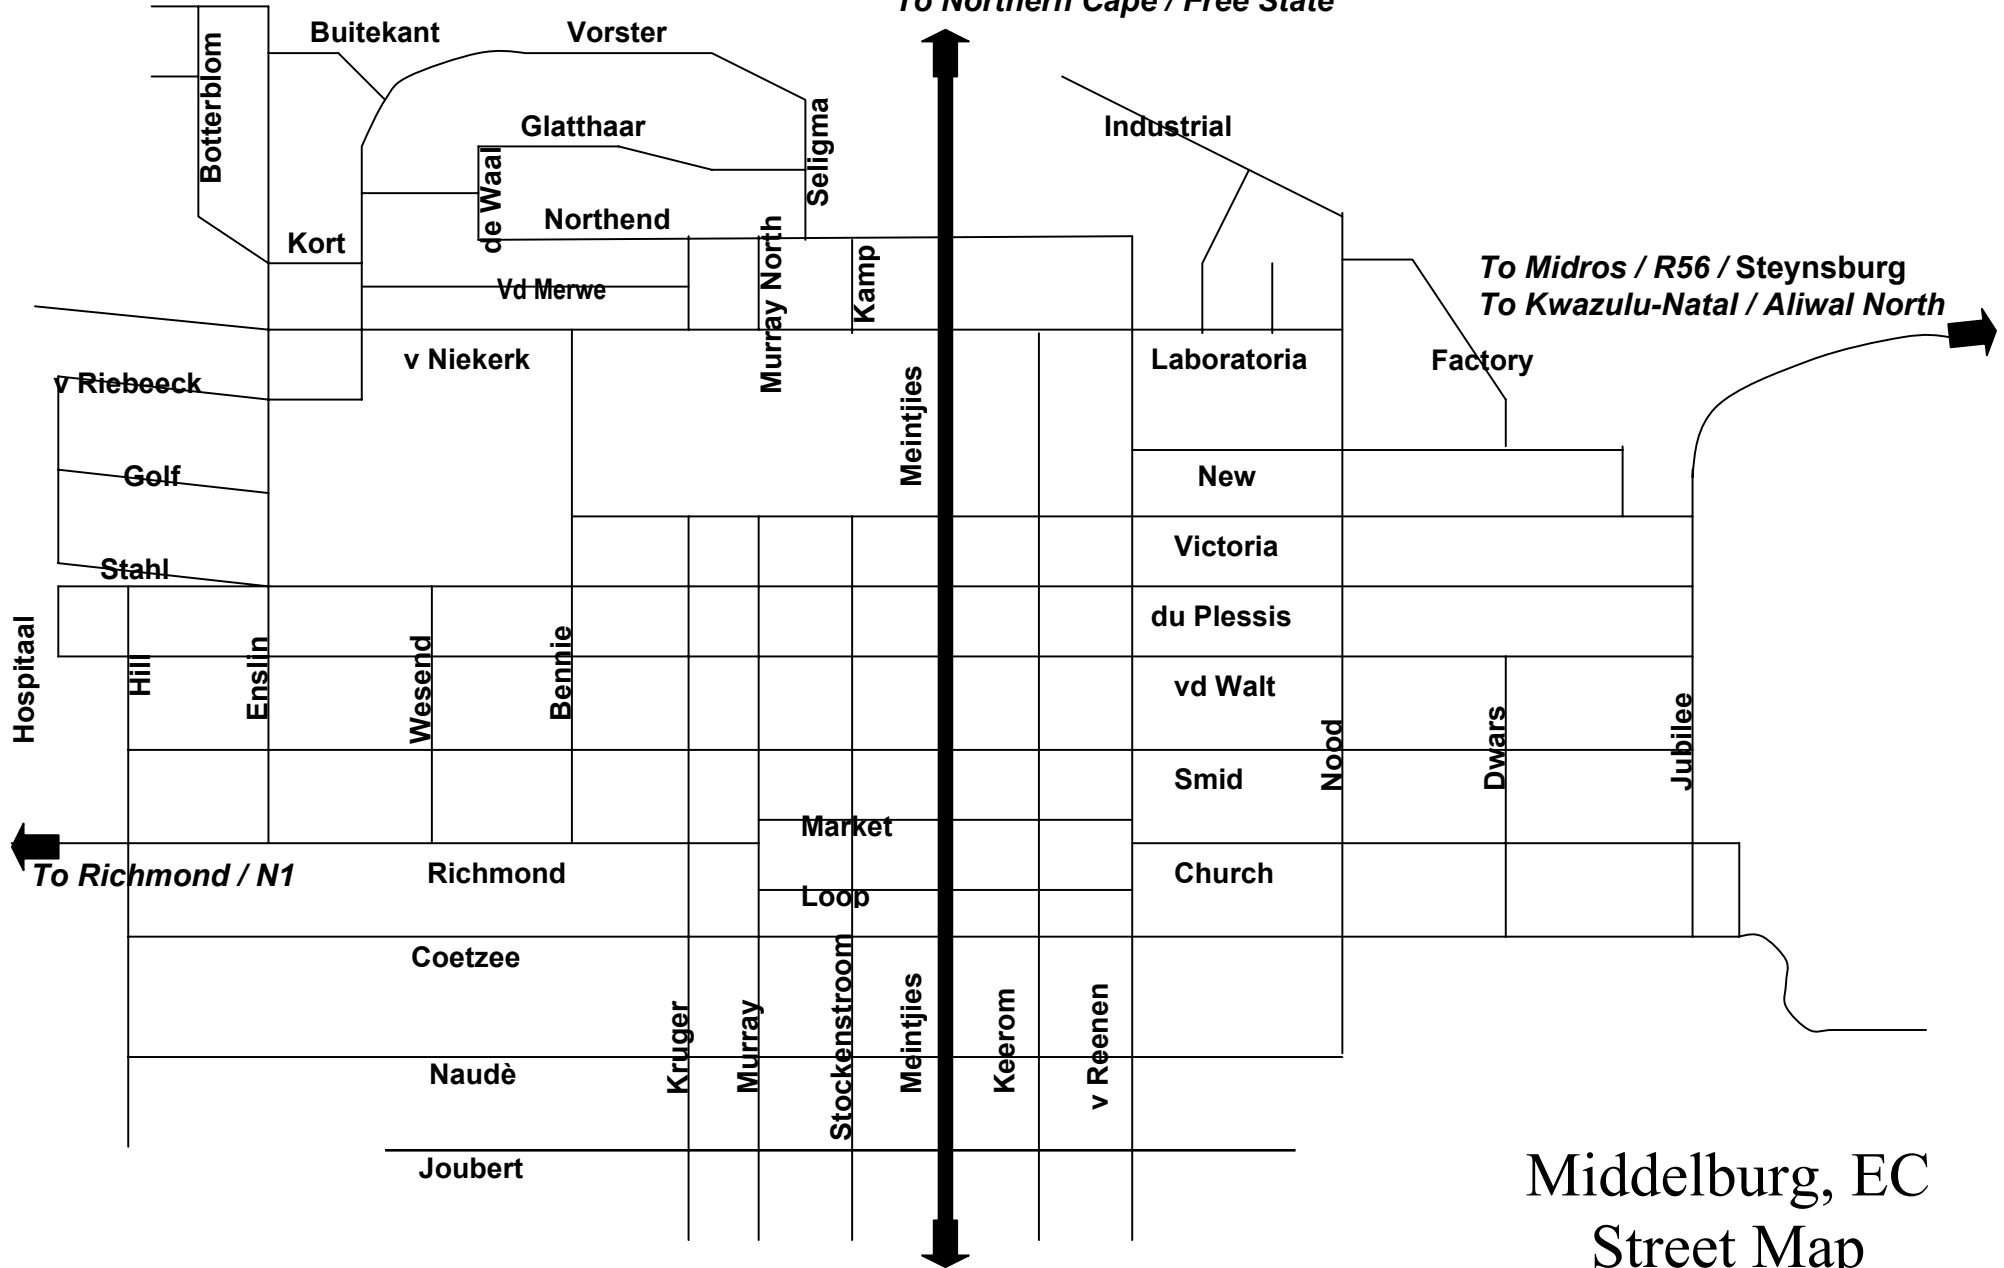 To Northern Cape / Free State
Buitekant
Vorster
Botterblom
Glatthaar
Seligma
Industrial
de Waal
Northend
Murray North
Kort
Kamp
Vd Merwe
To Midros / R56 / Steynsburg
To Kwazulu-Natal / Aliwal North
v Niekerk
Laboratoria
Factory
v Riebeeck
Meintjies
Golf
New
Victoria
Stahl
du Plessis
Hospitaal
Hill
Enslin
Wesend
Bennie
vd Walt
Nood
Dwars
Jubilee
Smid
Market
To Richmond / N1
Richmond
Church
Loop
Coetzee
Kruger
Murray
Stockenstroom
Meintjies
Keerom
v Reenen
Naudè
Joubert
Middelburg, EC
Street Map